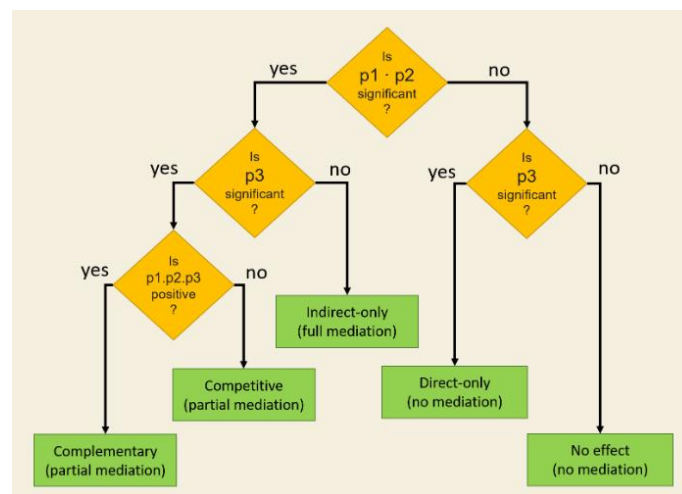 Is
p1 · p2
significant
?
yes
no
Is
p3
significant
?
yes
no
Is
p3
significant
?
yes
no
Is
p1.p2.p3
positive
?
yes
no
Indirect-only
(full mediation)
Competitive
(partial mediation)
Direct-only
(no mediation)
Complementary
(partial mediation)
No effect
(no mediation)